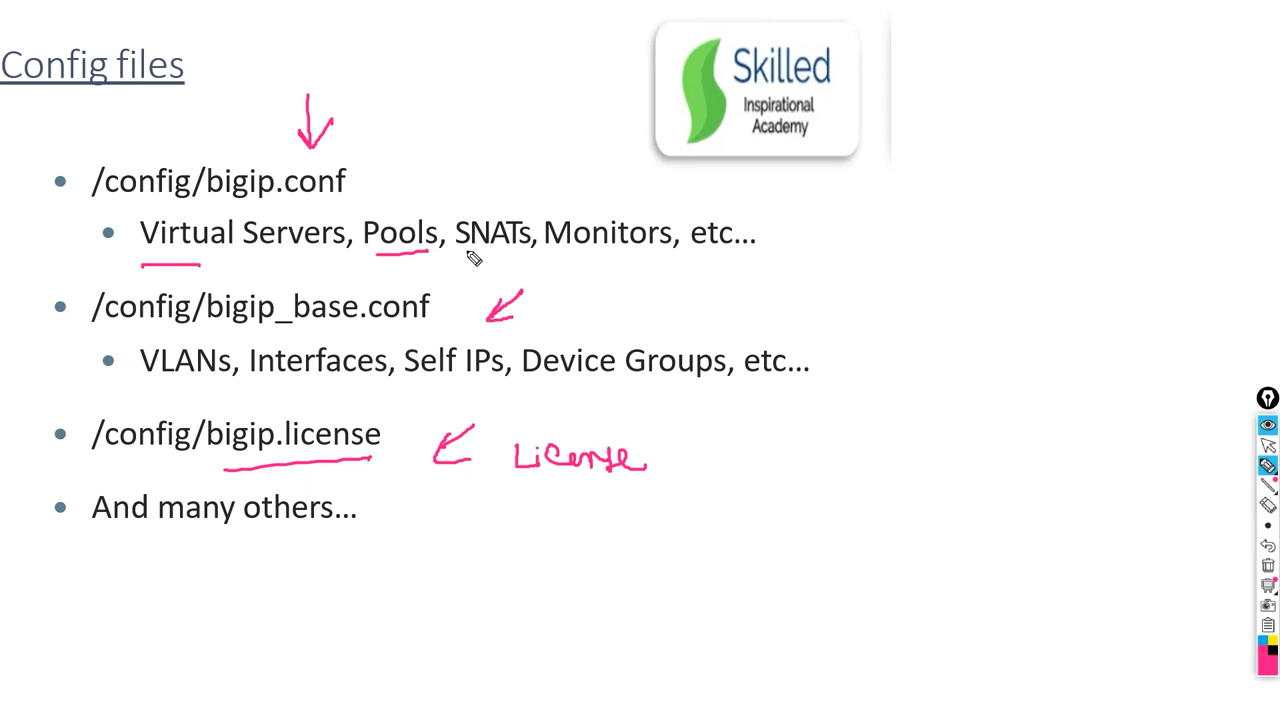 Config files
Skilled
Inspirational
Academy
/config/bigip.conf
Virtual Servers, Pools, SNATs, Monitors, etc…
/config/bigip_base.conf
VLANs, Interfaces, Self IPs, Device Groups, etc…
/config/bigip.license
License
And many others…